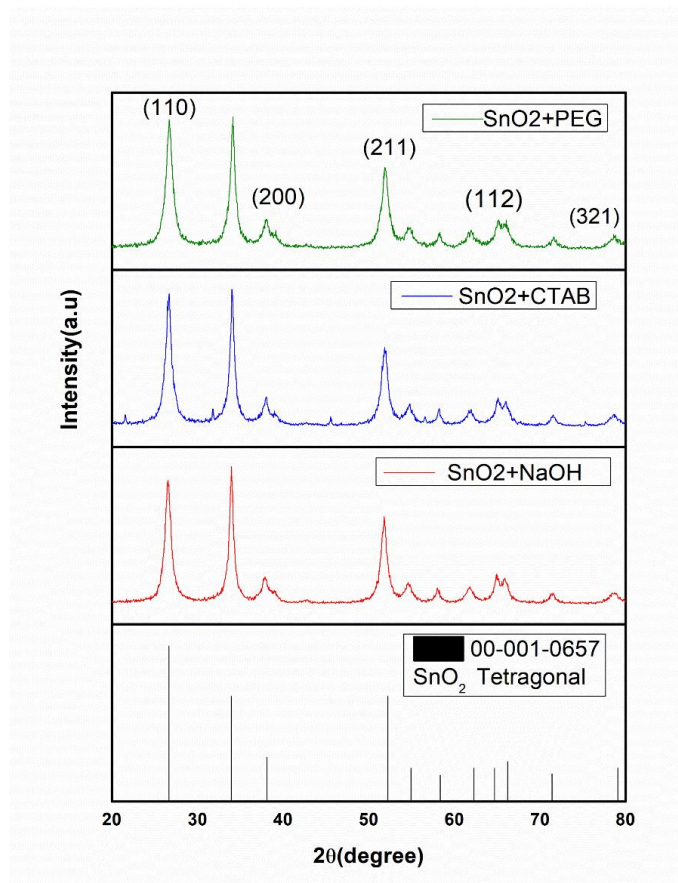 (110)
SnO2+PEG
(211)
(200)
(112)
(321)
SnO2+CTAB
Intensity(a.u)
SnO2+NaOH
00-001-0657
SnO₂ Tetragonal
20 30 40 50 60 70 80
2θ(degree)